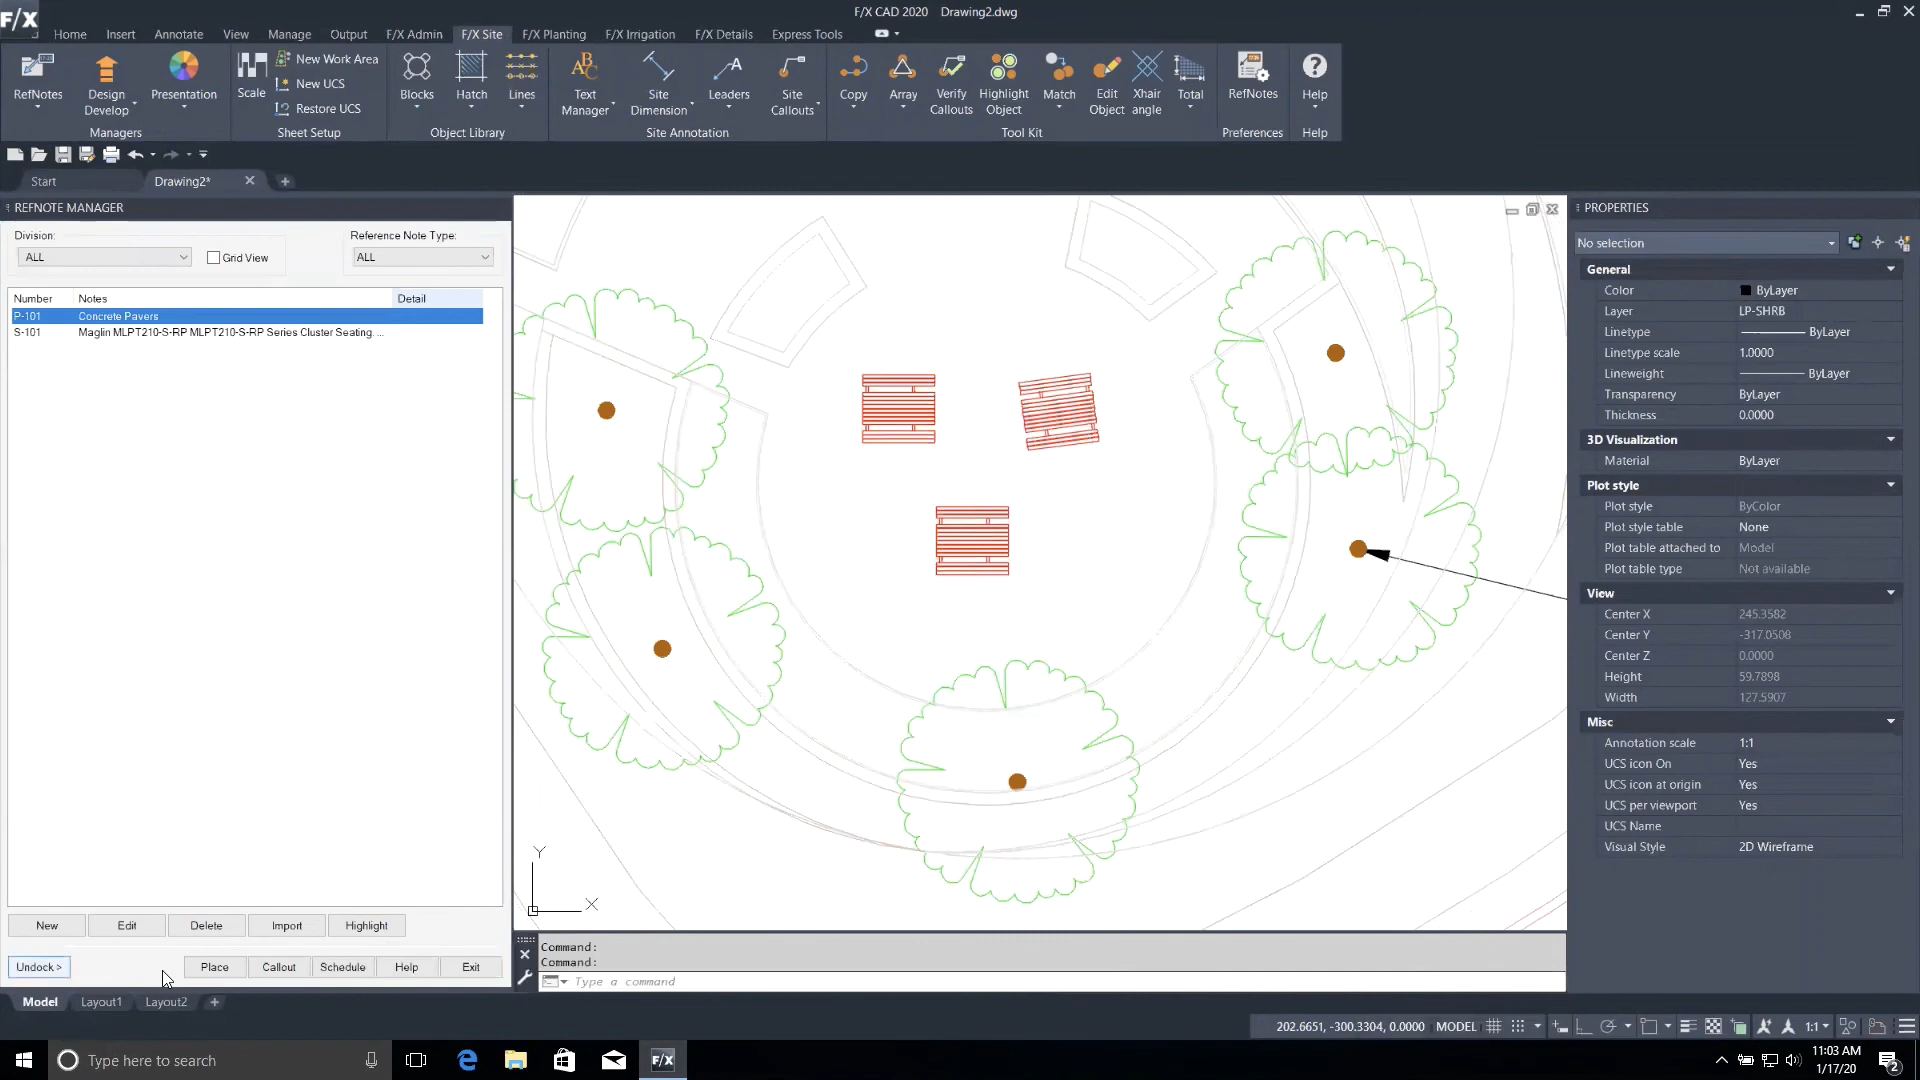 F/X
F/X CAD 2020 Drawing2.dwg
Home Insert Annotate View Manage Output F/X Admin F/X Site F/X Planting F/X Irrigation F/X Details Express Tools
RefNotes
Design Develop
Presentation
Managers
Scale
New Work Area
New UCS
Restore UCS
Sheet Setup
Blocks
Hatch
Lines
Object Library
Text Manager
Site Dimension
Leaders
Site Callouts
Site Annotation
Copy
Array
Verify Callouts
Highlight Object
Match
Edit Object
Xhair angle
Total
Tool Kit
RefNotes
Preferences
Help
Help
Start Drawing2*
REFNOTE MANAGER
Division:
ALL
Grid View
Reference Note Type:
ALL
Number Notes Detail
P-101 Concrete Pavers
S-101 Maglin MLPT210-S-RP MLPT210-S-RP Series Cluster Seating. ...
New Edit Delete Import Highlight
Undock > Place Callout Schedule Help Exit
Model Layout1 Layout2
Y
X
Command:
Command:
Type a command
PROPERTIES
No selection
General
Color ByLayer
Layer LP-SHRB
Linetype ByLayer
Linetype scale 1.0000
Lineweight ByLayer
Transparency ByLayer
Thickness 0.0000
3D Visualization
Material ByLayer
Plot style
Plot style ByColor
Plot style table None
Plot table attached to Model
Plot table type Not available
View
Center X 245.3582
Center Y -317.0508
Center Z 0.0000
Height 59.7898
Width 127.5907
Misc
Annotation scale 1:1
UCS icon On Yes
UCS icon at origin Yes
UCS per viewport Yes
UCS Name
Visual Style 2D Wireframe
202.6651, -300.3304, 0.0000 MODEL 1:1
Type here to search
F/X
11:03 AM
1/17/20
2